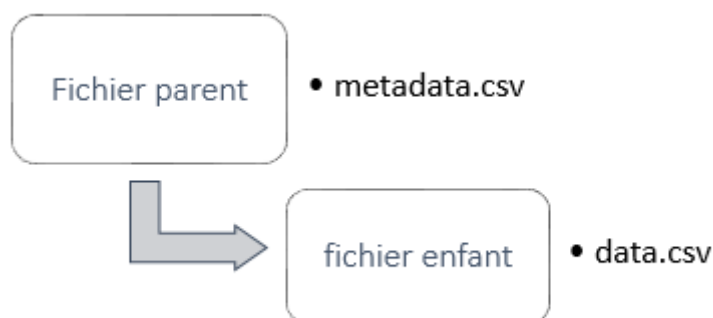 Fichier parent
• metadata.csv
fichier enfant
• data.csv